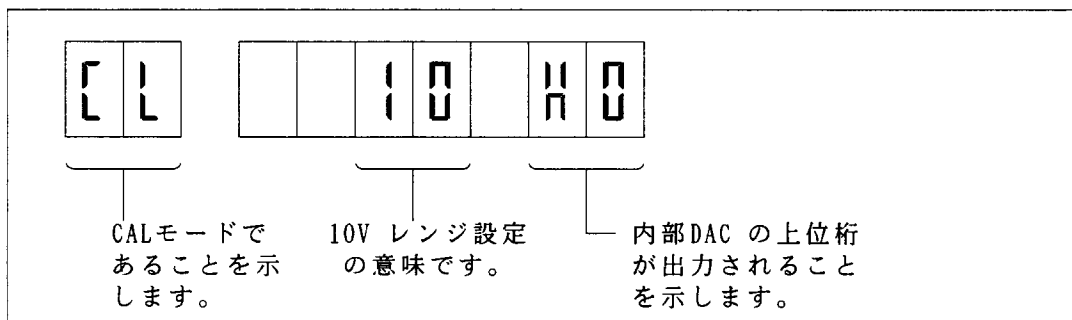 CL 10 H0
CALモードで
あることを示
します。
10V レンジ設定
の意味です。
内部DAC の上位桁
が出力されること
を示します。